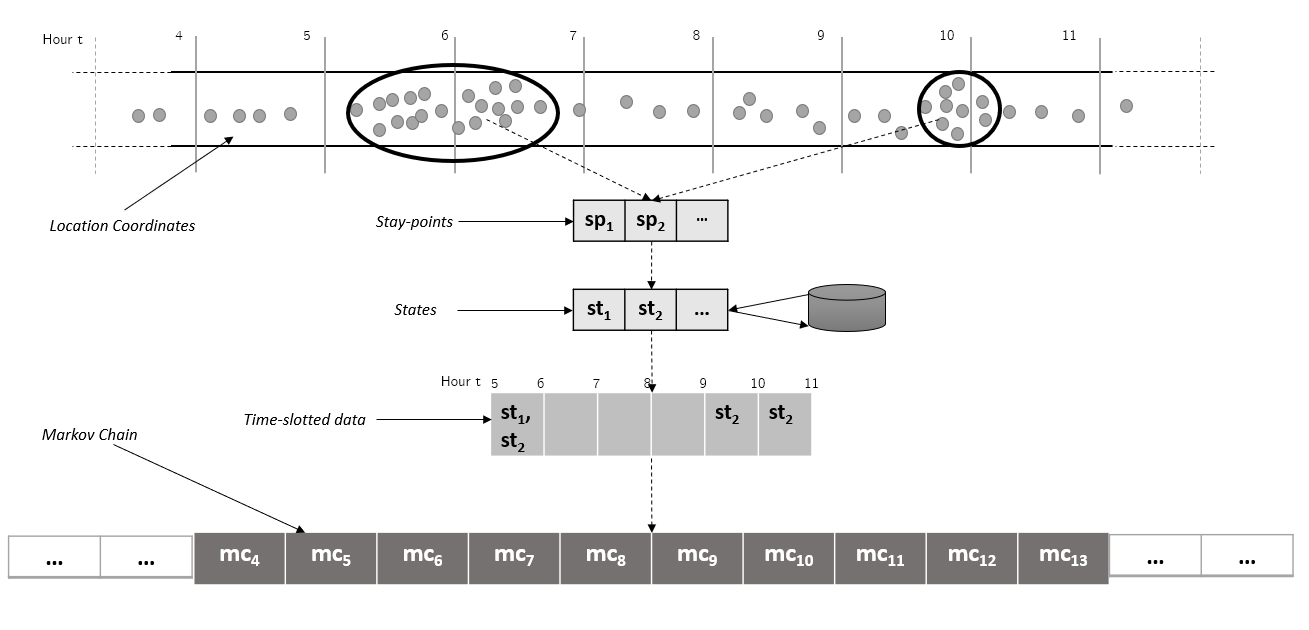 Hour t 4 5 6 7 8 9 10 11
Location Coordinates
Stay-points sp1 sp2 ...
States st1 st2 ...
Hour t 5 6 7 8 9 10 11
Time-slotted data st1, st2 st2
st2
Markov Chain
... ... mc4 mc5 mc6 mc7 mc8 mc9 mc10 mc11 mc12 mc13 ... ...